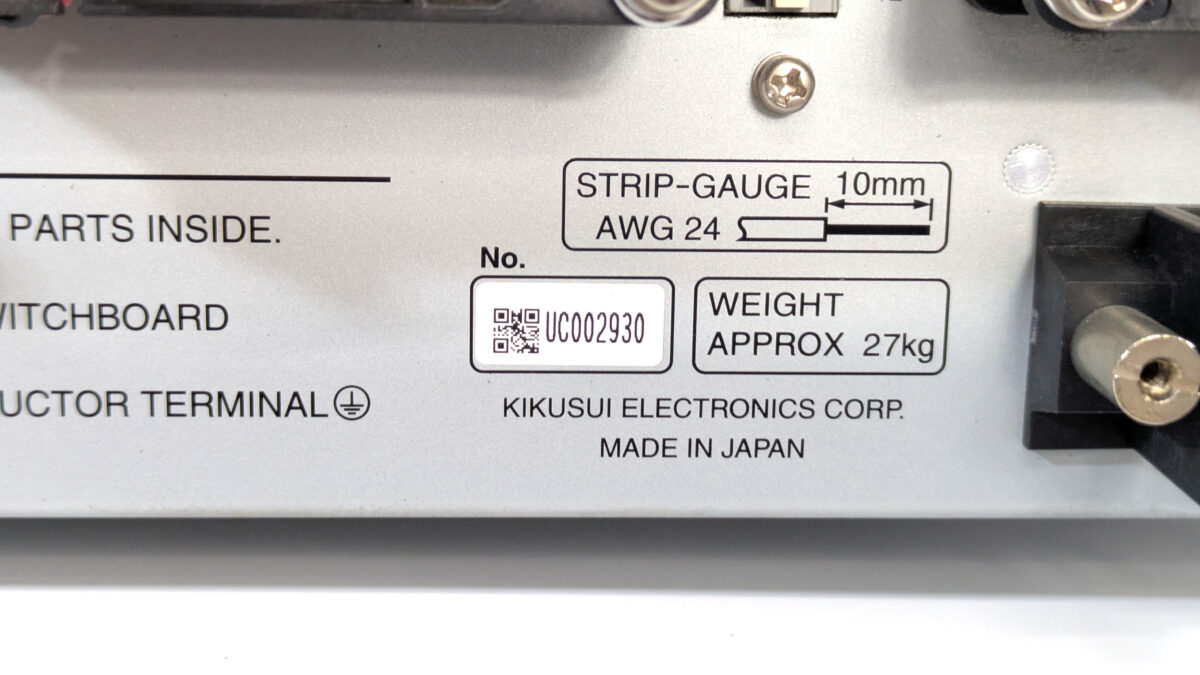 PARTS INSIDE.
WITCHBOARD
UCTOR TERMINAL
STRIP-GAUGE 10mm
AWG 24
No.
UC002930
WEIGHT
APPROX 27kg
KIKUSUI ELECTRONICS CORP.
MADE IN JAPAN